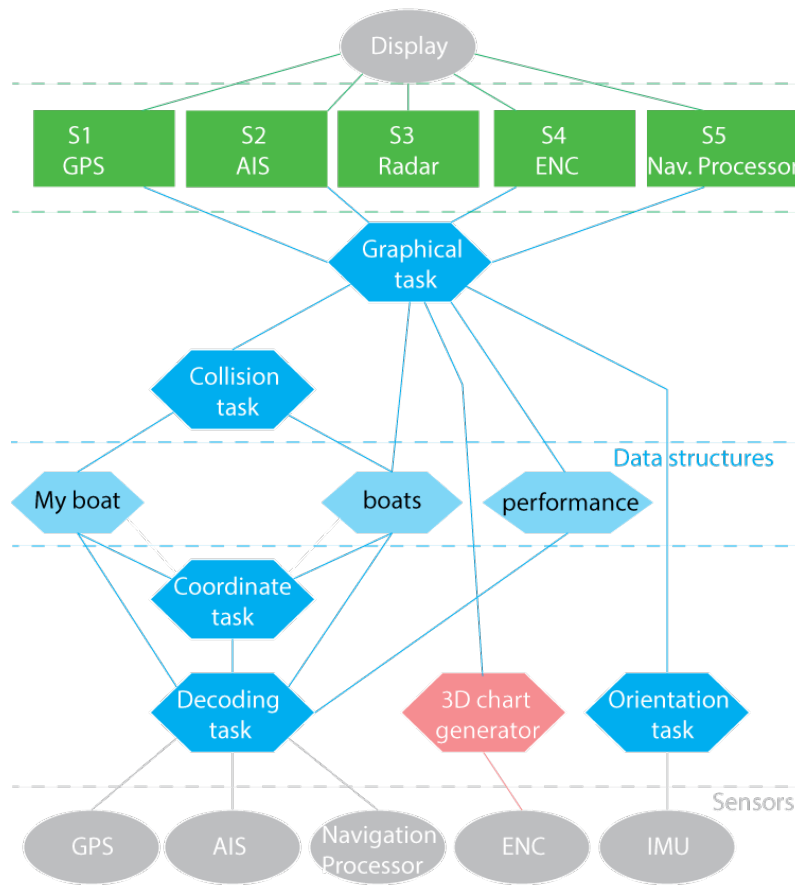 Display
S1
GPS
S2
AIS
S3
Radar
S4
ENC
S5
Nav. Processor
Graphical
task
Collision
task
Data structures
My boat
boats
performance
Coordinate
task
Decoding
task
3D chart
generator
Orientation
task
Sensors
GPS
AIS
Navigation
Processor
ENC
IMU